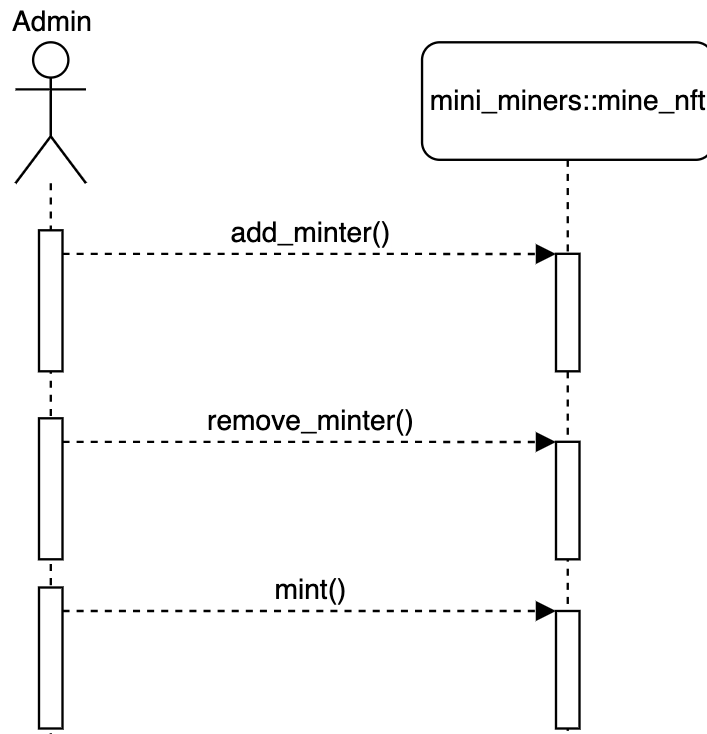 Admin
mini_miners::mine_nft
add_minter()
remove_minter()
mint()